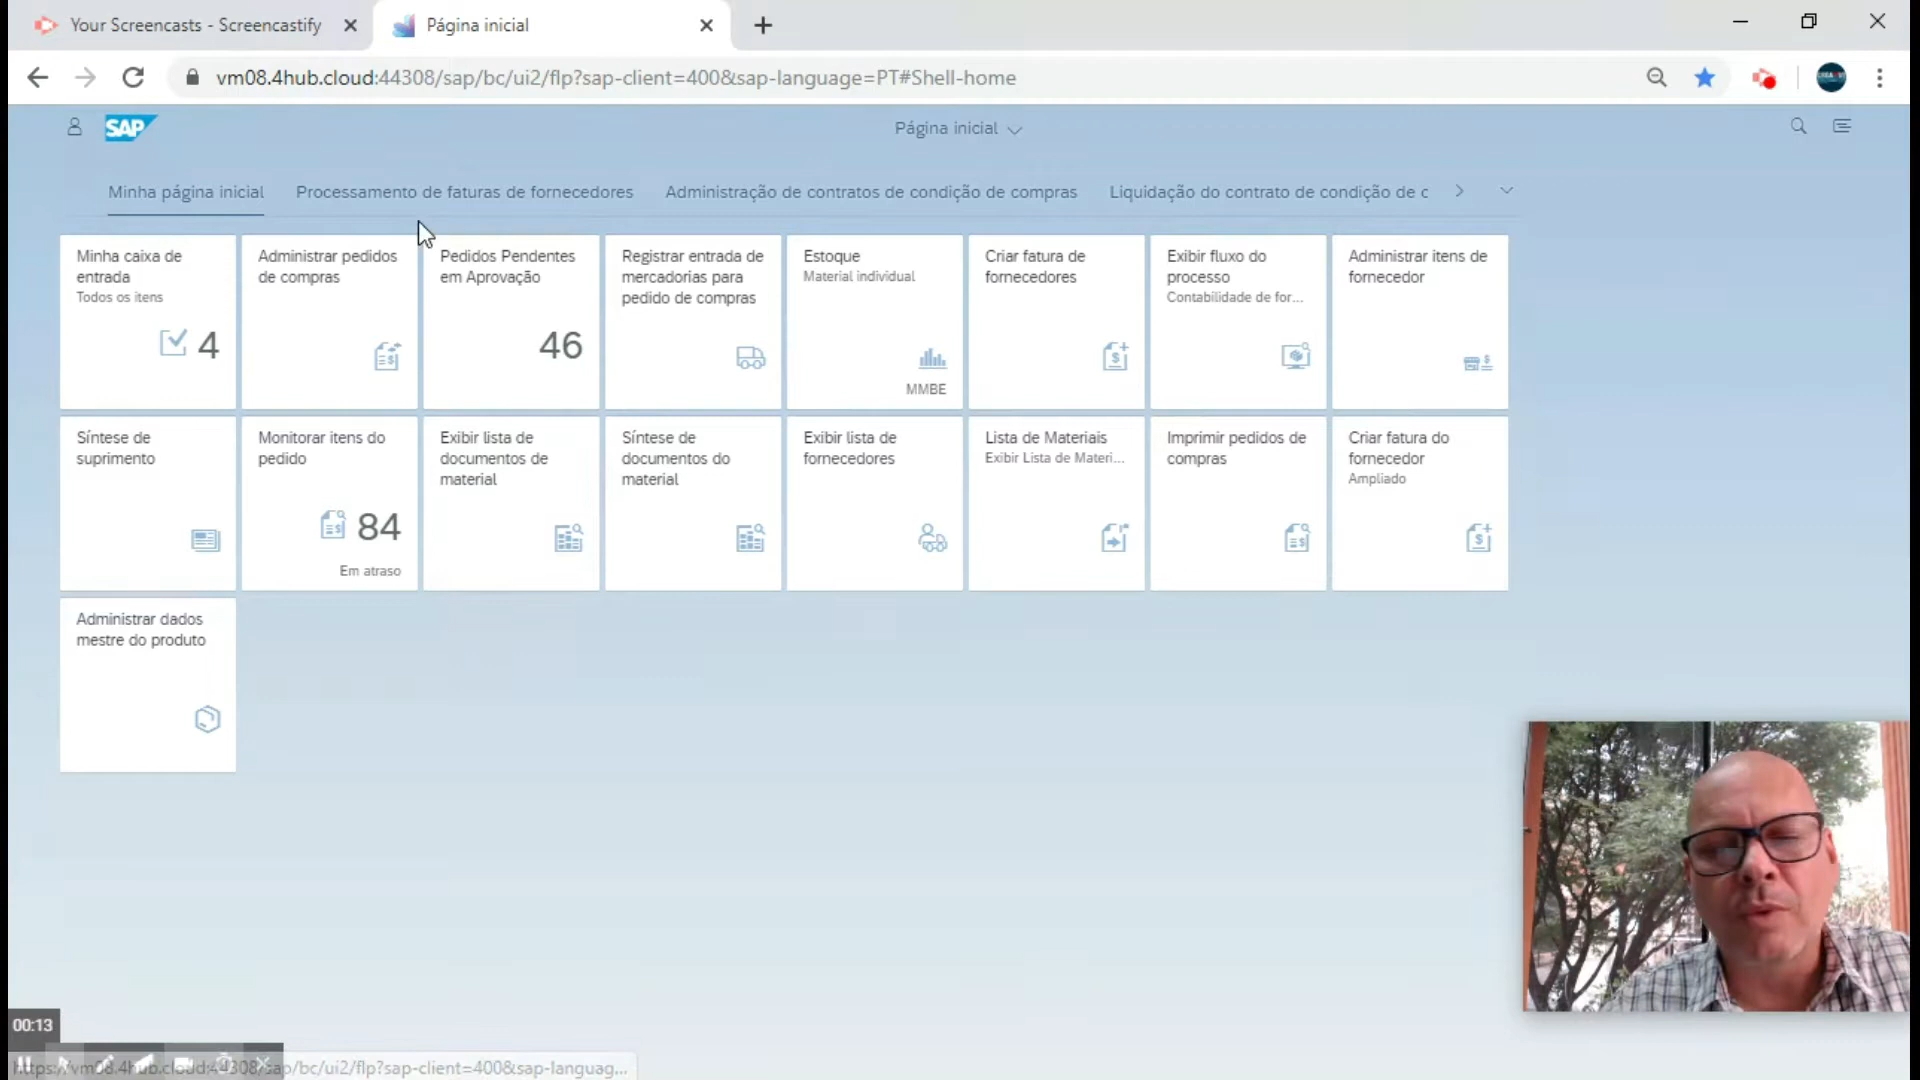 Your Screencasts - Screencastify
Página inicial
vm08.4hub.cloud:44308/sap/bc/ui2/flp?sap-client=400&sap-language=PT#Shell-home
SAP
Página inicial
Minha página inicial
Processamento de faturas de fornecedores
Administração de contratos de condição de compras
Liquidação do contrato de condição de c
Minha caixa de
entrada
Todos os itens
4
Administrar pedidos
de compras
Pedidos Pendentes
em Aprovação
46
Registrar entrada de
mercadorias para
pedido de compras
Estoque
Material individual
MMBE
Criar fatura de
fornecedores
Exibir fluxo do
processo
Contabilidade de for...
Administrar itens de
fornecedor
Síntese de
suprimento
Monitorar itens do
pedido
84
Em atraso
Exibir lista de
documentos de
material
Síntese de
documentos do
material
Exibir lista de
fornecedores
Lista de Materiais
Exibir Lista de Materi...
Imprimir pedidos de
compras
Criar fatura do
fornecedor
Ampliado
Administrar dados
mestre do produto
00:13
https://vm08.4hub.cloud:44308/sap/bc/ui2/flp?sap-client=400&sap-languag...